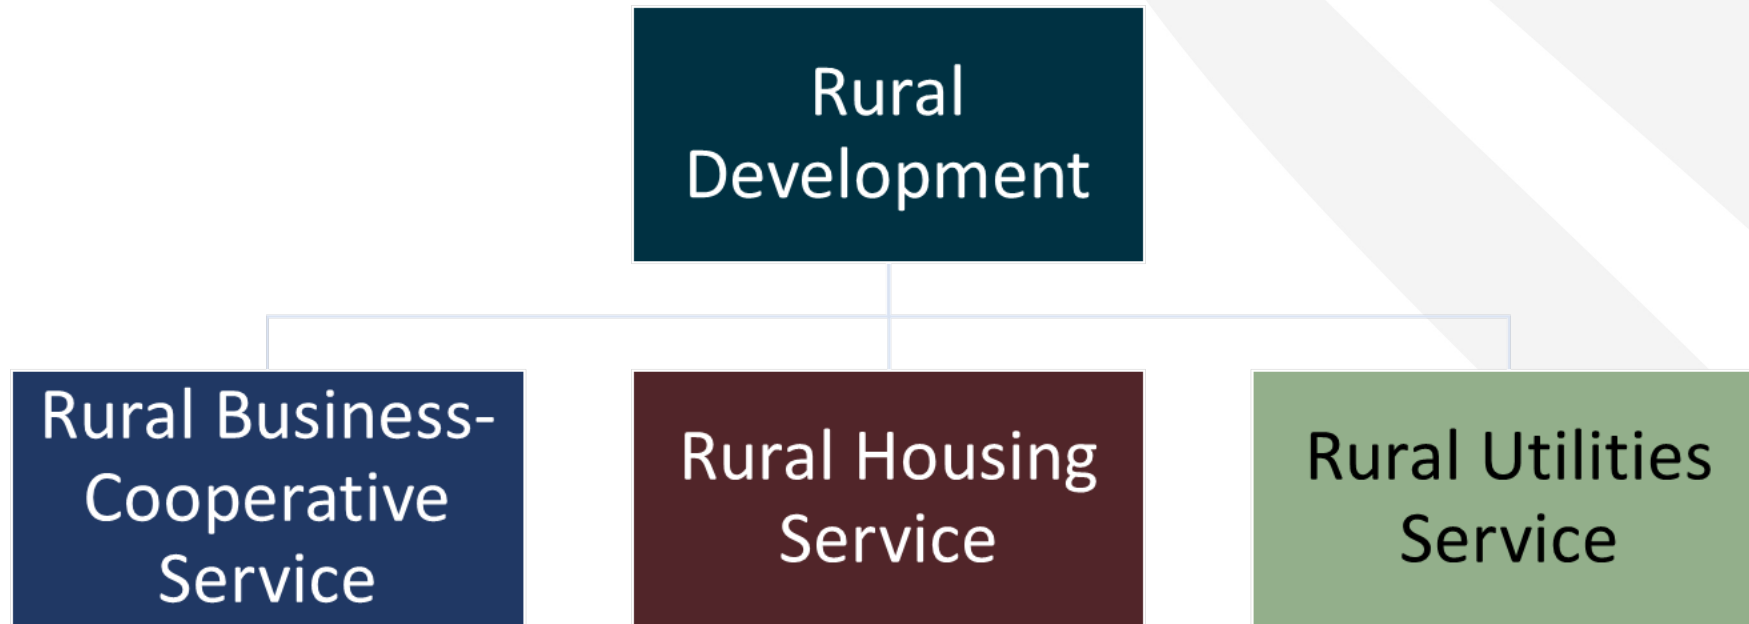 Rural
Development
Rural Business-
Cooperative
Service
Rural Housing
Service
Rural Utilities
Service